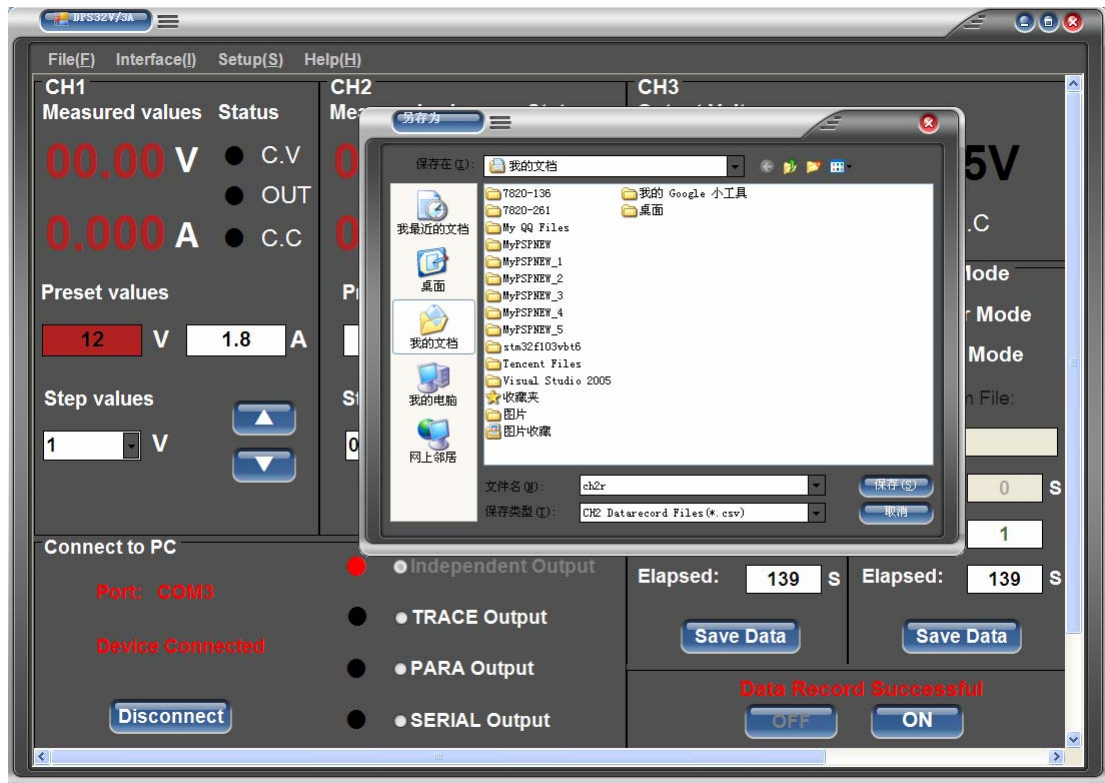 DPS32V/3A
File(F) Interface(I) Setup(S) Help(H)
CH1
Measured values Status
00.00 V C.V
OUT
0.000 A C.C
Preset values
12 V 1.8 A
Step values
1 V
CH2
CH3
5V
.C
Mode
Mode
Mode
File:
0 S
1
另存为
保存在(I): 我的文档
我最近的文档
桌面
我的文档
我的电脑
网上邻居
7820-136
7820-261
My QQ Files
MyPSPNEW
MyPSPNEW_1
MyPSPNEW_2
MyPSPNEW_3
MyPSPNEW_4
MyPSPNEW_5
stm32f103vbt6
Tencent Files
Visual Studio 2005
收藏夹
图片
图片收藏
我的 Google 小工具
桌面
文件名(N): ch2r 保存(S)
保存类型(T): CH2 Datarecord Files(*.csv) 取消
Connect to PC
Port: COM3
Device Connected
Disconnect
Independent Output
TRACE Output
PARA Output
SERIAL Output
Elapsed: 139 S Elapsed: 139 S
Save Data Save Data
Data Record Successful
OFF ON